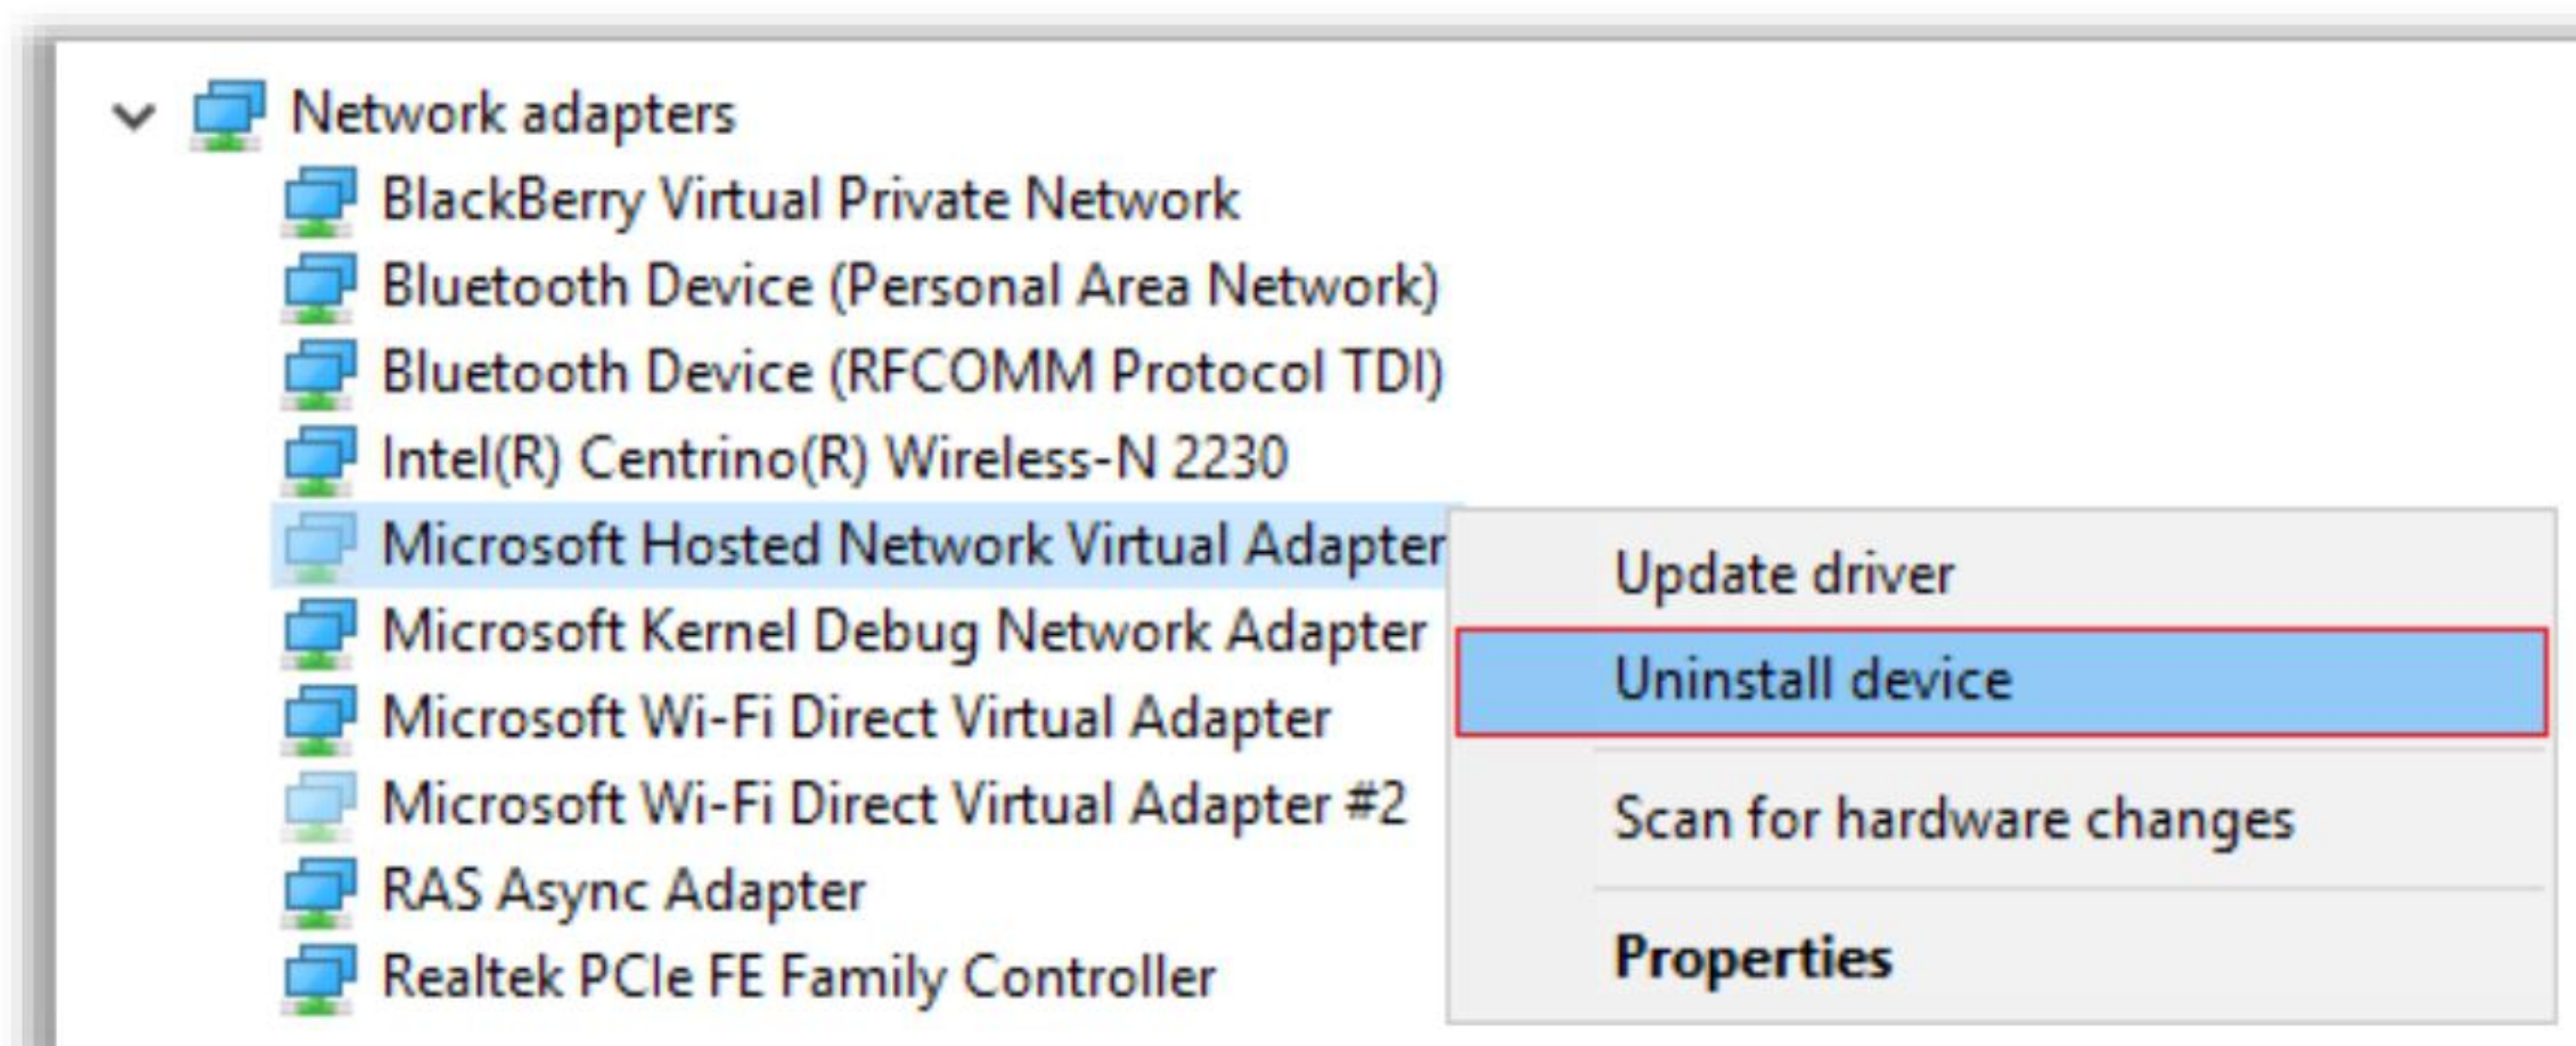 Network adapters
BlackBerry Virtual Private Network
Bluetooth Device (Personal Area Network)
Bluetooth Device (RFCOMM Protocol TDI)
Intel(R) Centrino(R) Wireless-N 2230
Microsoft Hosted Network Virtual Adapter
Microsoft Kernel Debug Network Adapter
Microsoft Wi-Fi Direct Virtual Adapter
Microsoft Wi-Fi Direct Virtual Adapter #2
RAS Async Adapter
Realtek PCIe FE Family Controller
Update driver
Uninstall device
Scan for hardware changes
Properties